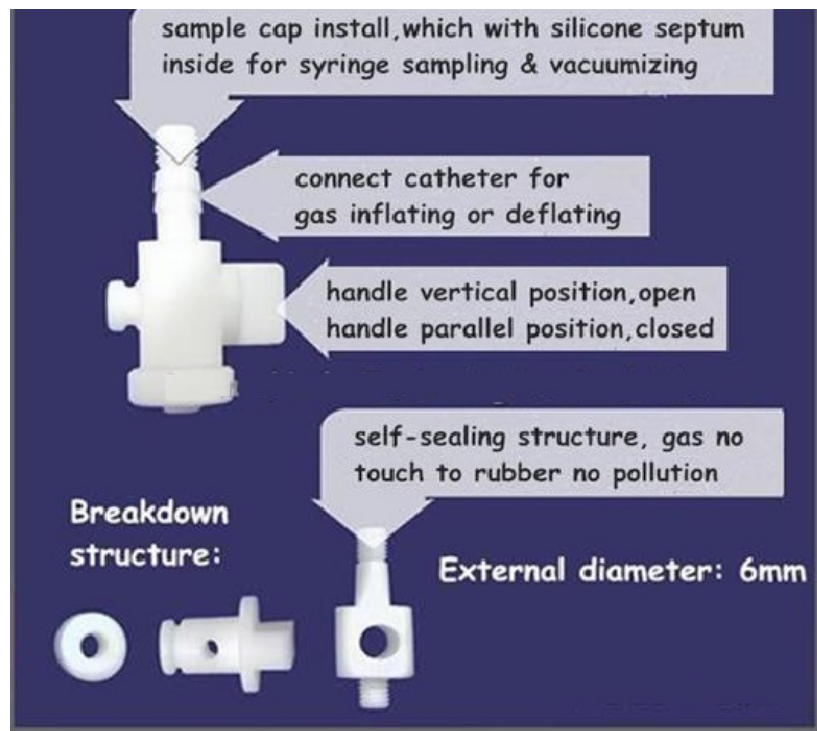 sample cap install,which with silicone septum
inside for syringe sampling & vacuumizing
connect catheter for
gas inflating or deflating
handle vertical position,open
handle parallel position,closed
self-sealing structure, gas no
touch to rubber no pollution
Breakdown
structure:
External diameter: 6mm